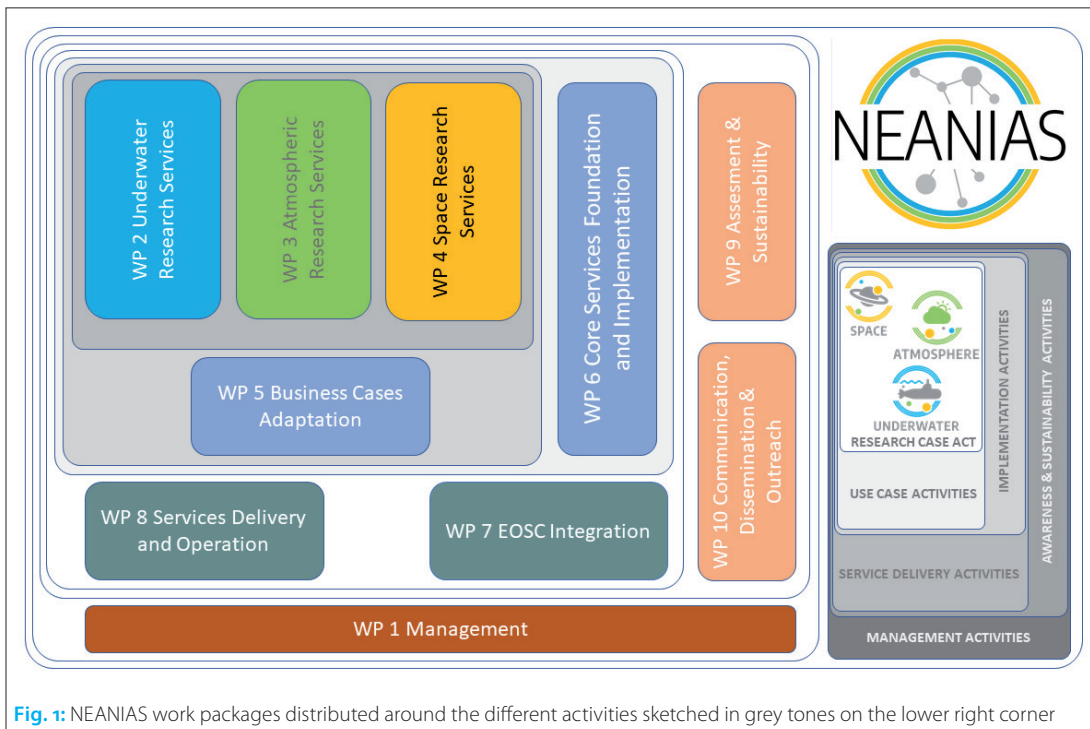 WP 2 Underwater
Research Services
WP 3 Atmospheric
Research Services
WP 4 Space Research
Services
WP 5 Business Cases
Adaptation
WP 6 Core Services Foundation
and Implementation
WP 8 Services Delivery
and Operation
WP 7 EOSC Integration
WP 9 Assesment &
Sustainability
WP 10 Communication,
Dissemination &
Outreach
WP 1 Management
NEANIAS
SPACE
ATMOSPHERE
UNDERWATER
RESEARCH CASE ACT
USE CASE ACTIVITIES
IMPLEMENTATION ACTIVITIES
SERVICE DELIVERY ACTIVITIES
AWARENESS & SUSTAINABILITY ACTIVITIES
MANAGEMENT ACTIVITIES
Fig. 1: NEANIAS work packages distributed around the different activities sketched in grey tones on the lower right corner